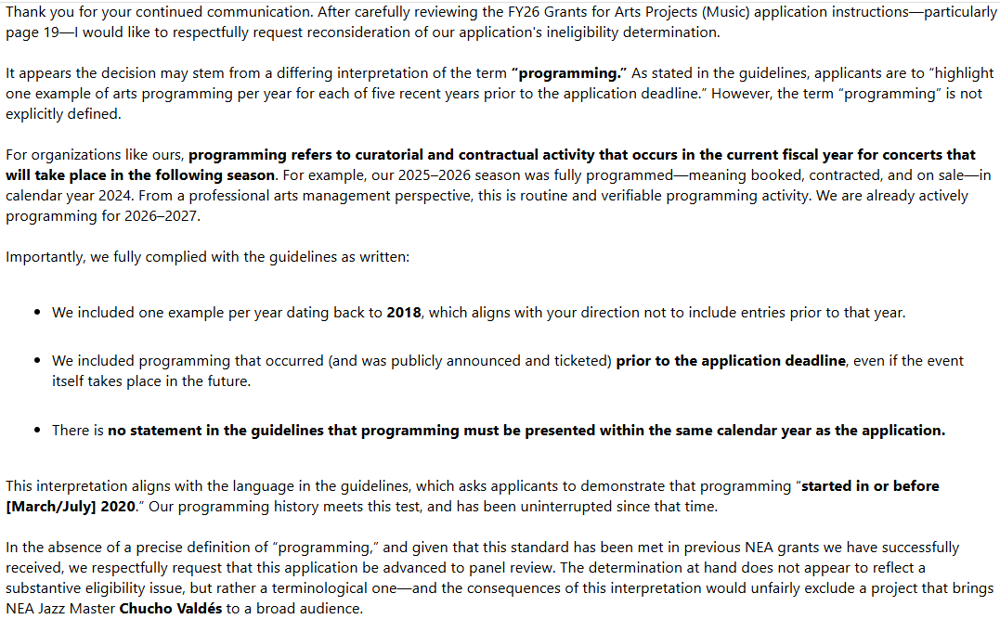 Thank you for your continued communication. After carefully reviewing the FY26 Grants for Arts Projects (Music) application instructions—particularly
page 19—I would like to respectfully request reconsideration of our application's ineligibility determination.
It appears the decision may stem from a differing interpretation of the term “programming.” As stated in the guidelines, applicants are to “highlight
one example of arts programming per year for each of five recent years prior to the application deadline.” However, the term “programming” is not
explicitly defined.
For organizations like ours, programming refers to curatorial and contractual activity that occurs in the current fiscal year for concerts that
will take place in the following season. For example, our 2025–2026 season was fully programmed—meaning booked, contracted, and on sale—in
calendar year 2024. From a professional arts management perspective, this is routine and verifiable programming activity. We are already actively
programming for 2026–2027.
Importantly, we fully complied with the guidelines as written:
• We included one example per year dating back to 2018, which aligns with your direction not to include entries prior to that year.
• We included programming that occurred (and was publicly announced and ticketed) prior to the application deadline, even if the event
itself takes place in the future.
• There is no statement in the guidelines that programming must be presented within the same calendar year as the application.
This interpretation aligns with the language in the guidelines, which asks applicants to demonstrate that programming “started in or before
[March/July] 2020.” Our programming history meets this test, and has been uninterrupted since that time.
In the absence of a precise definition of “programming,” and given that this standard has been met in previous NEA grants we have successfully
received, we respectfully request that this application be advanced to panel review. The determination at hand does not appear to reflect a
substantive eligibility issue, but rather a terminological one—and the consequences of this interpretation would unfairly exclude a project that brings
NEA Jazz Master Chucho Valdés to a broad audience.